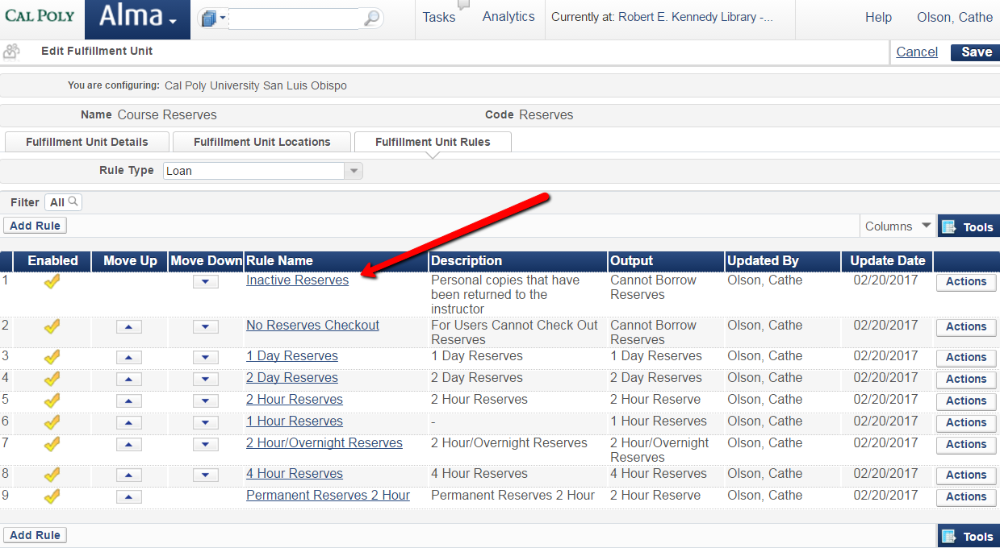 CAL POLY Alma Tasks Analytics Currently at: Robert E. Kennedy Library -... Help Olson, Cathe
Edit Fulfillment Unit Cancel Save
You are configuring: Cal Poly University San Luis Obispo
Name Course Reserves Code Reserves
Fulfillment Unit Details Fulfillment Unit Locations Fulfillment Unit Rules
Rule Type Loan
Filter All
Add Rule Columns Tools
Enabled Move Up Move Down Rule Name Description Output Updated By Update Date
1 Inactive Reserves Personal copies that have Cannot Borrow Olson, Cathe 02/20/2017 Actions
been returned to the Reserves
instructor
2 No Reserves Checkout For Users Cannot Check Out Cannot Borrow Olson, Cathe 02/20/2017 Actions
Reserves Reserves
3 1 Day Reserves 1 Day Reserves 1 Day Reserves Olson, Cathe 02/20/2017 Actions
4 2 Day Reserves 2 Day Reserves 2 Day Reserves Olson, Cathe 02/20/2017 Actions
5 2 Hour Reserves 2 Hour Reserves 2 Hour Reserve Olson, Cathe 02/20/2017 Actions
6 1 Hour Reserves - 1 Hour Reserves Olson, Cathe 02/20/2017 Actions
7 2 Hour/Overnight Reserves 2 Hour/Overnight Reserves 2 Hour/Overnight Olson, Cathe 02/20/2017 Actions
Reserves
8 4 Hour Reserves 4 Hour Reserves 4 Hour Reserves Olson, Cathe 02/20/2017 Actions
9 Permanent Reserves 2 Hour Permanent Reserves 2 Hour 2 Hour Reserve Olson, Cathe 02/20/2017 Actions
Add Rule Tools